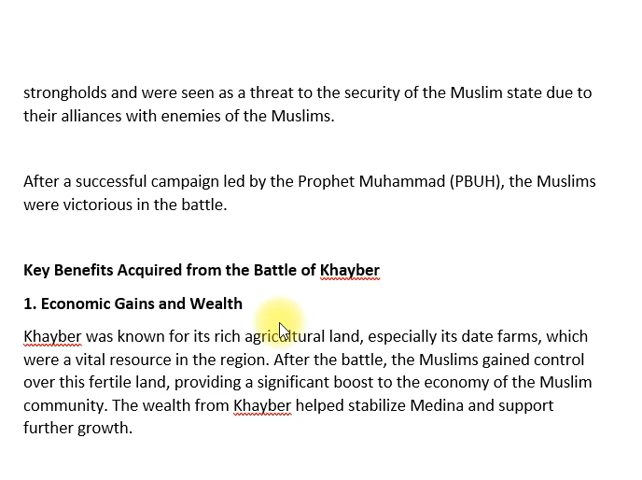 strongholds and were seen as a threat to the security of the Muslim state due to
their alliances with enemies of the Muslims.
After a successful campaign led by the Prophet Muhammad (PBUH), the Muslims
were victorious in the battle.
Key Benefits Acquired from the Battle of Khayber
1. Economic Gains and Wealth
Khayber was known for its rich agricultural land, especially its date farms, which
were a vital resource in the region. After the battle, the Muslims gained control
over this fertile land, providing a significant boost to the economy of the Muslim
community. The wealth from Khayber helped stabilize Medina and support
further growth.